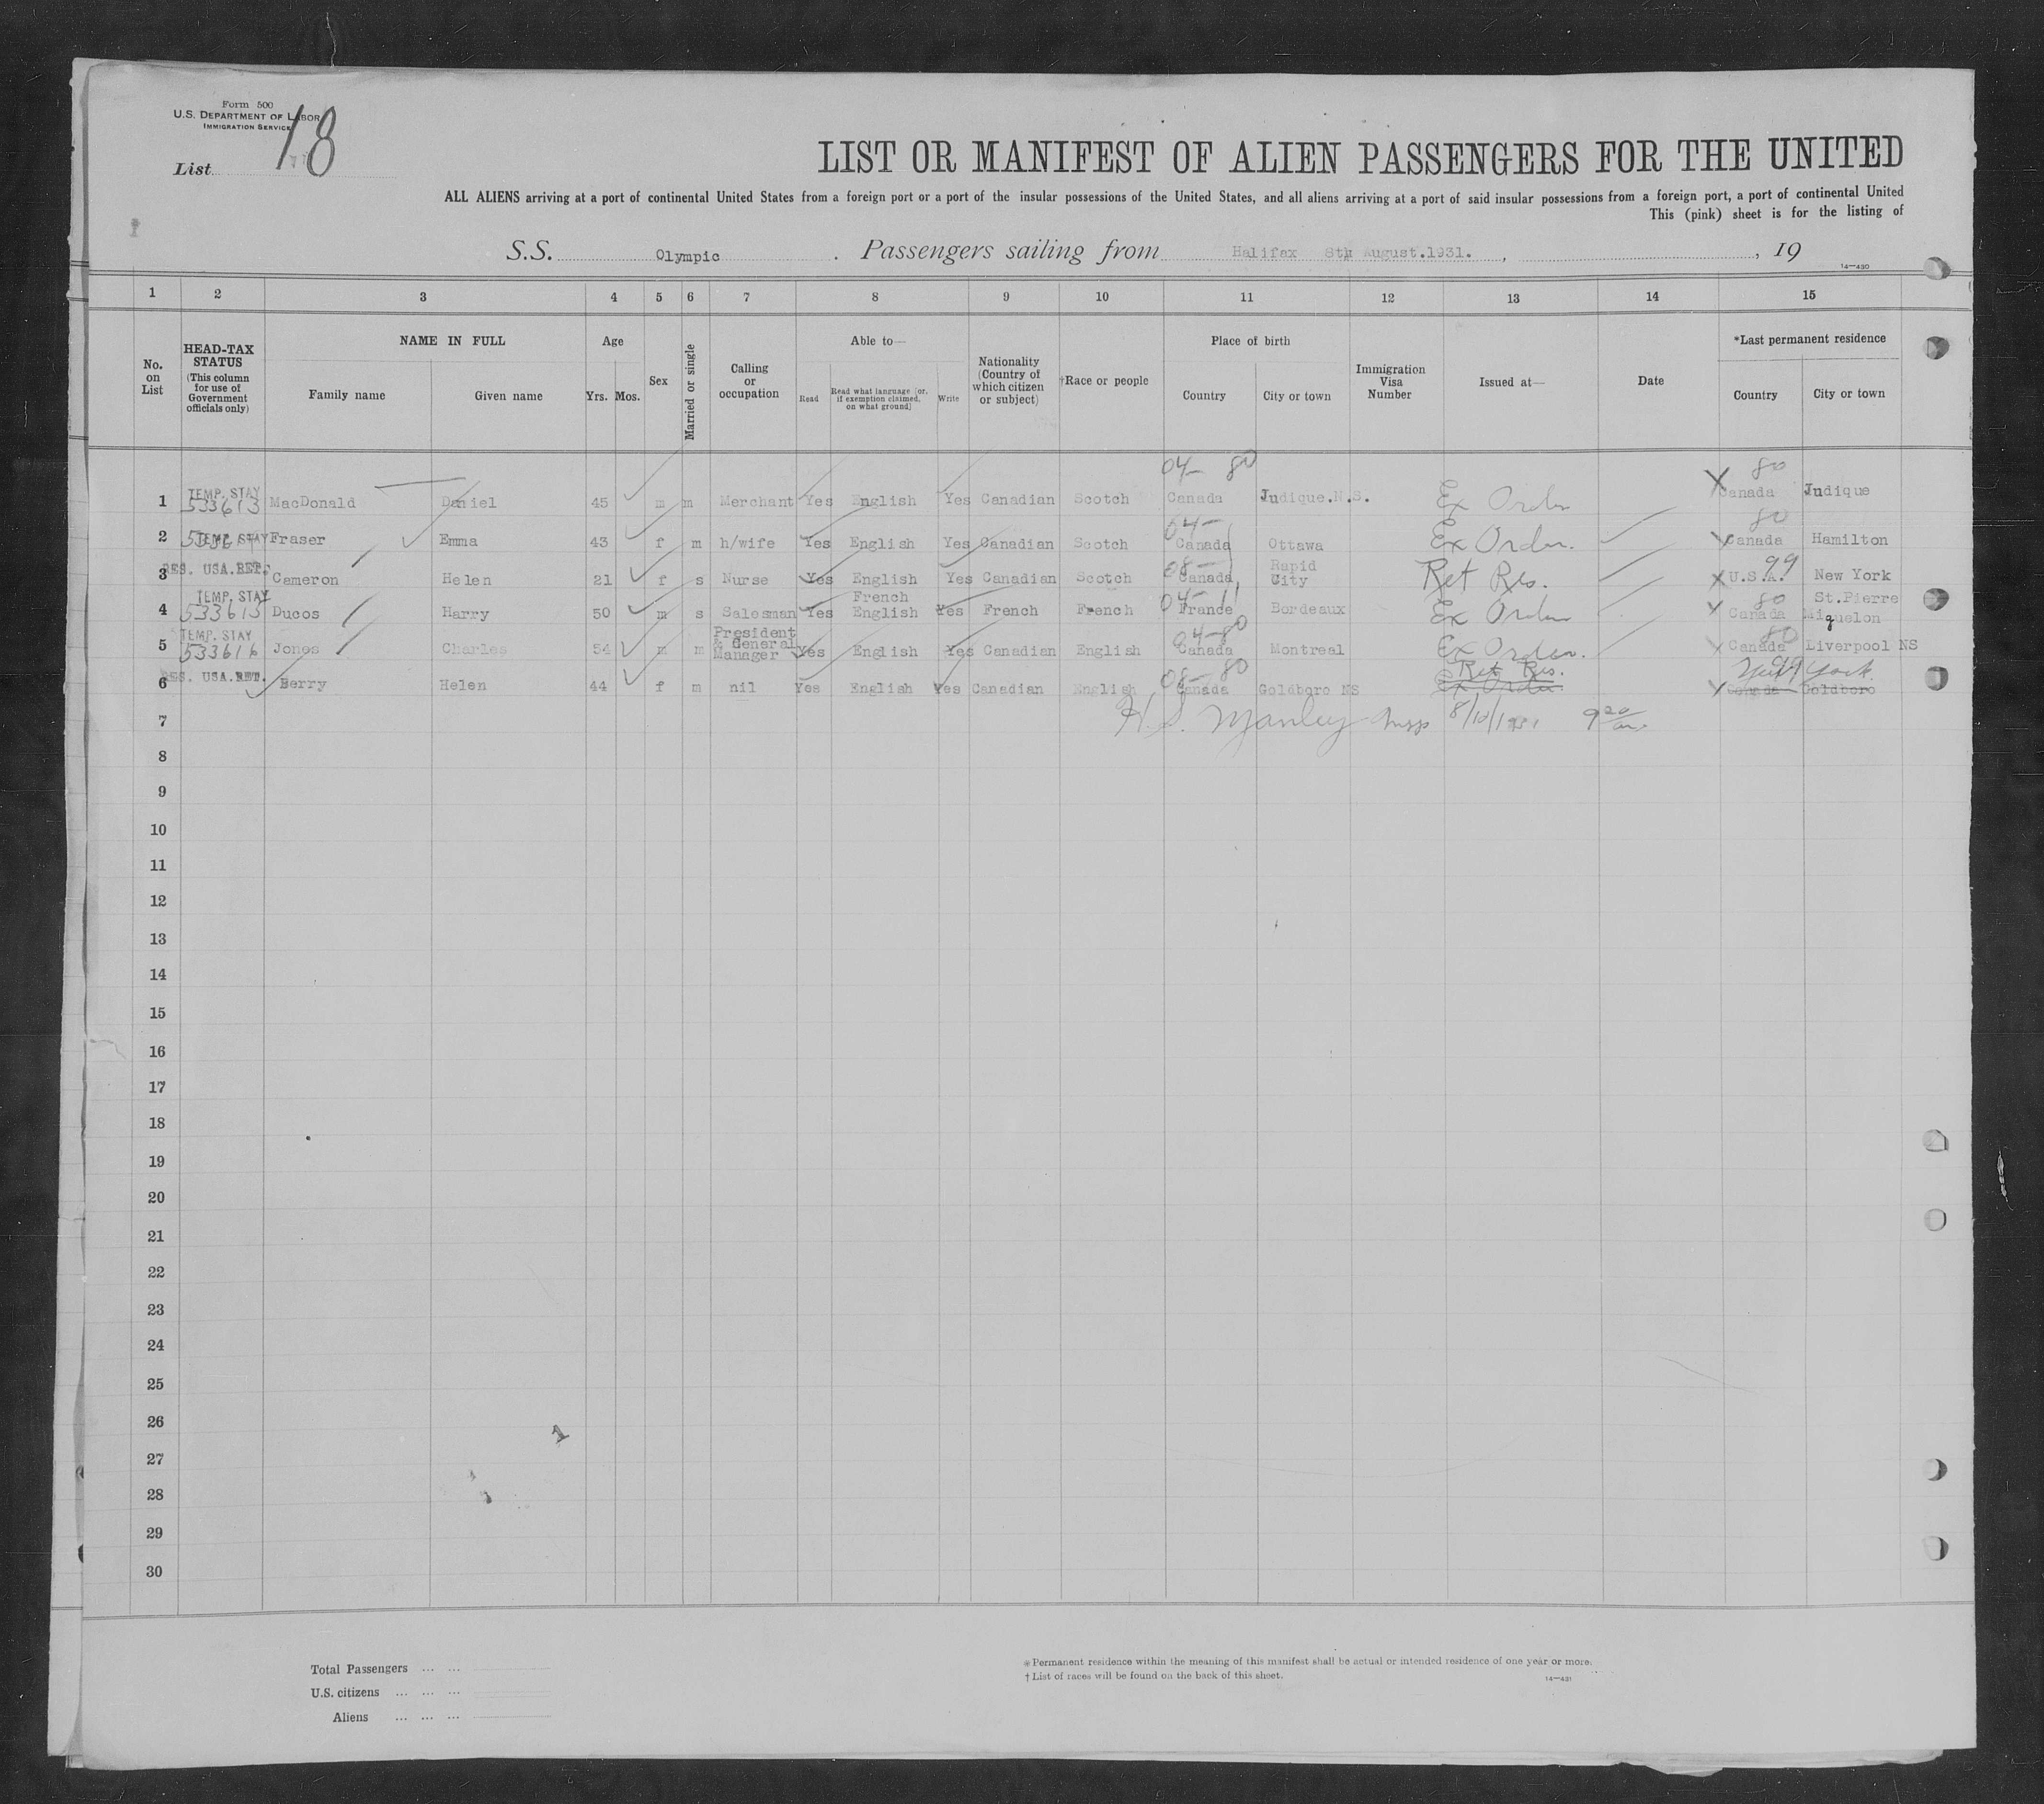 Form 500
U.S. DEPARTMENT OF LABOR
IMMIGRATION SERVICE
List 18
LIST OR MANIFEST OF ALIEN PASSENGERS FOR THE UNITED
ALL ALIENS arriving at a port of continental United States from a foreign port or a port of the insular possessions of the United States, and all aliens arriving at a port of said insular possessions from a foreign port, a port of continental United
This (pink) sheet is for the listing of
S.S. Olympic . Passengers sailing from Halifax 8th August.1931. , , 19
14—430
1 2 3 4 5 6 7 8 9 10 11 12 13 14 15
No. on List
HEAD-TAX STATUS (This column for use of Government officials only)
NAME IN FULL
Family name Given name
Age
Yrs. Mos.
Sex
Married or single
Calling or occupation
Able to—
Read Read what language [or, if exemption claimed, on what ground] Write
Nationality (Country of which citizen or subject)
†Race or people
Place of birth
Country City or town
Immigration Visa Number
Issued at—
Date
*Last permanent residence
Country City or town
04— 80 80
1 TEMP. STAY 533613 MacDonald Daniel 45 m m Merchant Yes English Yes Canadian Scotch Canada Judique.N.S. Ex Order X Canada Judique
04— 80
2 TEMP. STAY Fraser Emma 43 f m h/wife Yes English Yes Canadian Scotch Canada Ottawa Ex Order. Canada Hamilton
08— 99
3 RES. USA. RET. Cameron Helen 21 f s Nurse Yes English Yes Canadian Scotch Canada Rapid City Ret Res. X U.S.A. New York
04— 80
4 TEMP. STAY 533615 Ducos Harry 50 m s Salesman Yes French English Yes French French France Bordeaux Ex Order Canada St.Pierre Miquelon
04—80 80
5 TEMP. STAY 533616 Jones Charles 54 m m President & General Manager Yes English Yes Canadian English Canada Montreal Ex Order. Canada Liverpool NS
08— 80 Ret Res. New York
6 RES. USA. RET. Berry Helen 44 f m nil Yes English Yes Canadian English Canada Goldboro NS Ex Order Canada Goldboro
7 H. S. Manley Insp 8/10/1931 9 20 am
8
9
10
11
12
13
14
15
16
17
18
19
20
21
22
23
24
25
26
27
28
29
30
Total Passengers ... ...
U.S. citizens ... ... ...
Aliens ... ... ...
*Permanent residence within the meaning of this manifest shall be actual or intended residence of one year or more.
†List of races will be found on the back of this sheet.
14—431